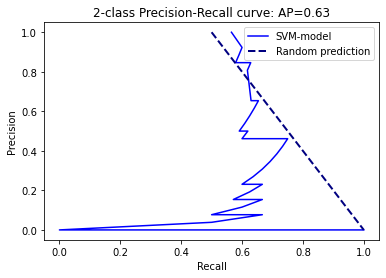 2-class Precision-Recall curve: AP=0.63
SVM-model
Random prediction
Precision
1.0
0.8
0.6
0.4
0.2
0.0
0.0 0.2 0.4 0.6 0.8 1.0
Recall